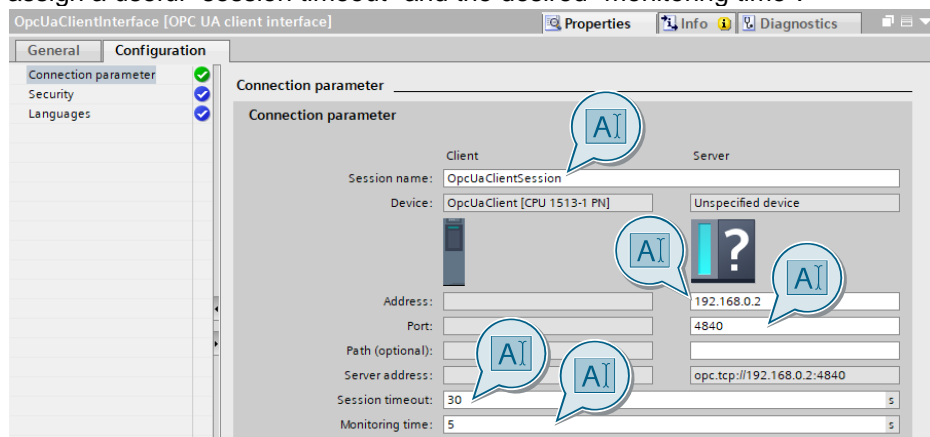 assign a useful "session timeout" and the desired "monitoring time".
OpcUaClientInterface [OPC UA client interface] Properties Info Diagnostics
General Configuration
Connection parameter
Security
Languages
Connection parameter
Connection parameter
Client Server
Session name: OpcUaClientSession
Device: OpcUaClient [CPU 1513-1 PN] Unspecified device
Address: 192.168.0.2
Port: 4840
Path (optional):
Server address: opc.tcp://192.168.0.2:4840
Session timeout: 30 s
Monitoring time: 5 s